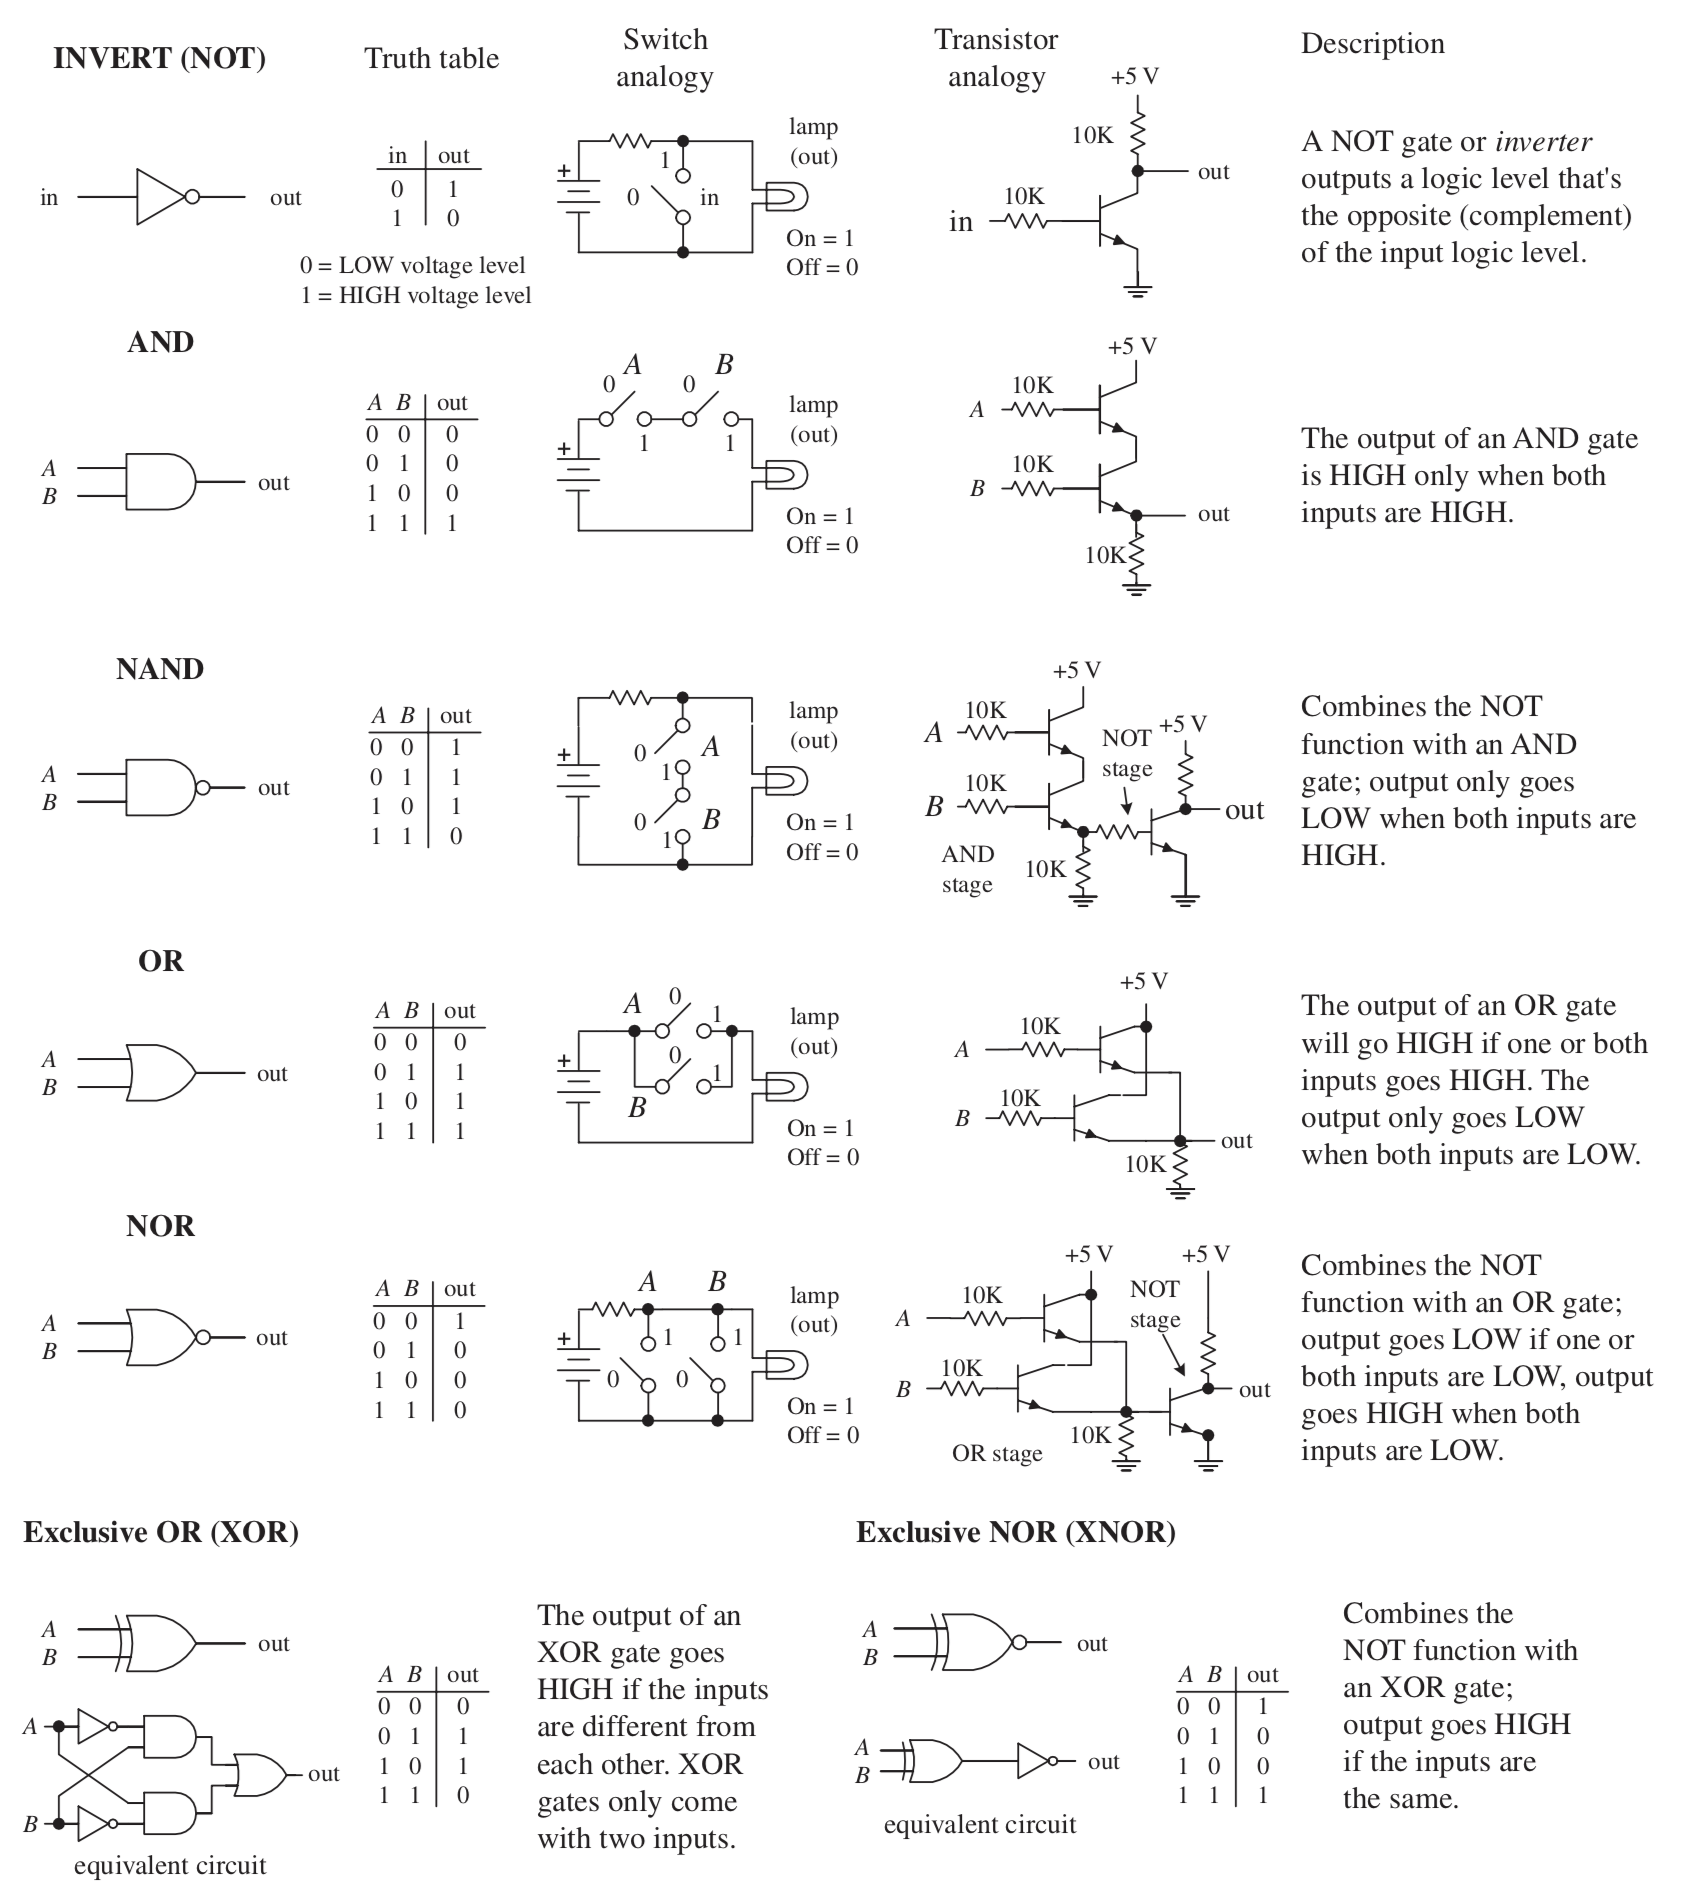 INVERT (NOT)
Truth table
Switch
analogy
Transistor
analogy
Description
in
out
in out
0 1
1 0
0 = LOW voltage level
1 = HIGH voltage level
+
1
0
in
lamp
(out)
On = 1
Off = 0
+5 V
10K
out
10K
in
A NOT gate or inverter
outputs a logic level that's
the opposite (complement)
of the input logic level.
AND
A
B
out
A B out
0 0 0
0 1 0
1 0 0
1 1 1
A B
0 0
+
1 1
lamp
(out)
On = 1
Off = 0
+5 V
10K
A
10K
B
out
10K
The output of an AND gate
is HIGH only when both
inputs are HIGH.
NAND
A
B
out
A B out
0 0 1
0 1 1
1 0 1
1 1 0
+
0 A
1
0 B
1
lamp
(out)
On = 1
Off = 0
+5 V
10K
A
NOT
stage
+5 V
10K
B
out
AND
stage
10K
Combines the NOT
function with an AND
gate; output only goes
LOW when both inputs are
HIGH.
OR
A
B
out
A B out
0 0 0
0 1 1
1 0 1
1 1 1
A 0
1
+
0
1
B
lamp
(out)
On = 1
Off = 0
+5 V
10K
A
10K
B
out
10K
The output of an OR gate
will go HIGH if one or both
inputs goes HIGH. The
output only goes LOW
when both inputs are LOW.
NOR
A
B
out
A B out
0 0 1
0 1 0
1 0 0
1 1 0
A B
+
1 1
0 0
lamp
(out)
On = 1
Off = 0
+5 V +5 V
10K
A
NOT
stage
10K
B
out
10K
OR stage
Combines the NOT
function with an OR gate;
output goes LOW if one or
both inputs are LOW, output
goes HIGH when both
inputs are LOW.
Exclusive OR (XOR)
A
B
out
A
B
out
equivalent circuit
A B out
0 0 0
0 1 1
1 0 1
1 1 0
The output of an
XOR gate goes
HIGH if the inputs
are different from
each other. XOR
gates only come
with two inputs.
Exclusive NOR (XNOR)
A
B
out
A
B
out
equivalent circuit
A B out
0 0 1
0 1 0
1 0 0
1 1 1
Combines the
NOT function with
an XOR gate;
output goes HIGH
if the inputs are
the same.